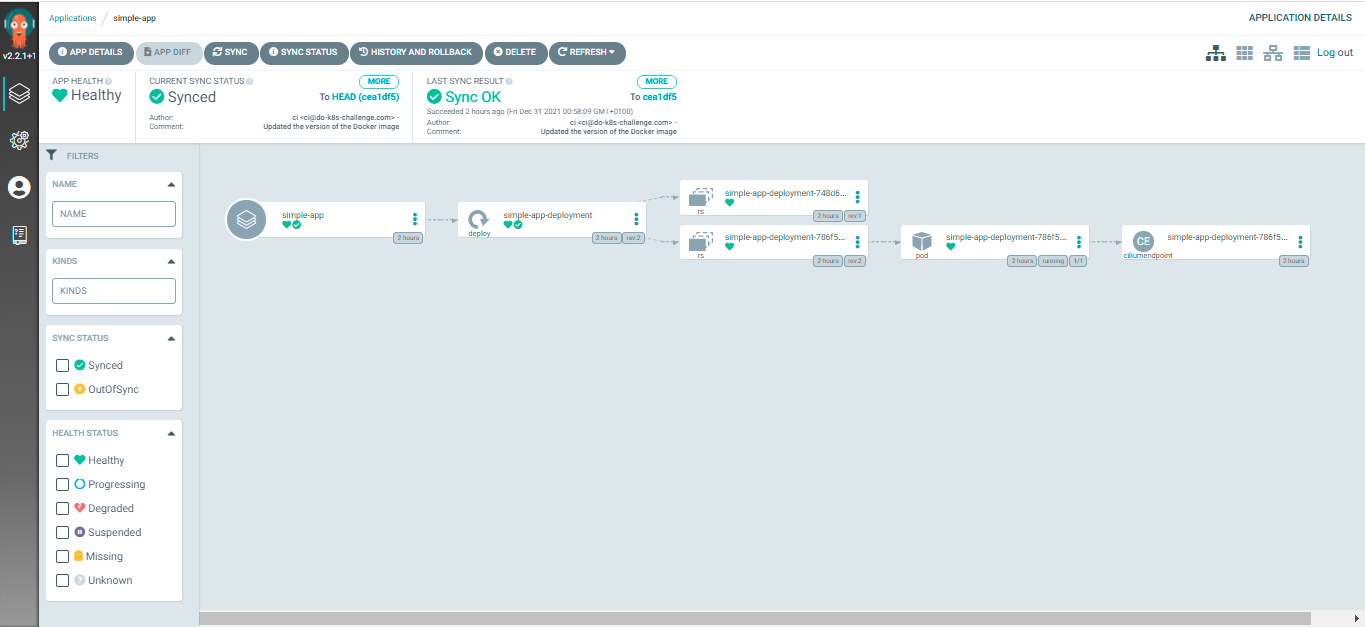 Applications / simple-app
APPLICATION DETAILS
v2.2.1+1
APP DETAILS
APP DIFF
SYNC
SYNC STATUS
HISTORY AND ROLLBACK
DELETE
REFRESH
Log out
APP HEALTH
Healthy
CURRENT SYNC STATUS
MORE
Synced
To HEAD (cea1df5)
Author: ci <ci@do-k8s-challenge.com> -
Comment: Updated the version of the Docker image
LAST SYNC RESULT
MORE
Sync OK
To cea1df5
Succeeded 2 hours ago (Fri Dec 31 2021 00:58:09 GMT+0100)
Author: ci <ci@do-k8s-challenge.com> -
Comment: Updated the version of the Docker image
FILTERS
NAME
NAME
KINDS
KINDS
SYNC STATUS
Synced
OutOfSync
HEALTH STATUS
Healthy
Progressing
Degraded
Suspended
Missing
Unknown
simple-app
2 hours
simple-app-deployment
deploy
2 hours
rev:2
simple-app-deployment-748d6...
rs
2 hours
rev:1
simple-app-deployment-786f5...
rs
2 hours
rev:2
simple-app-deployment-786f5...
pod
2 hours
running
1/1
CE
simple-app-deployment-786f5...
ciliumendpoint
2 hours